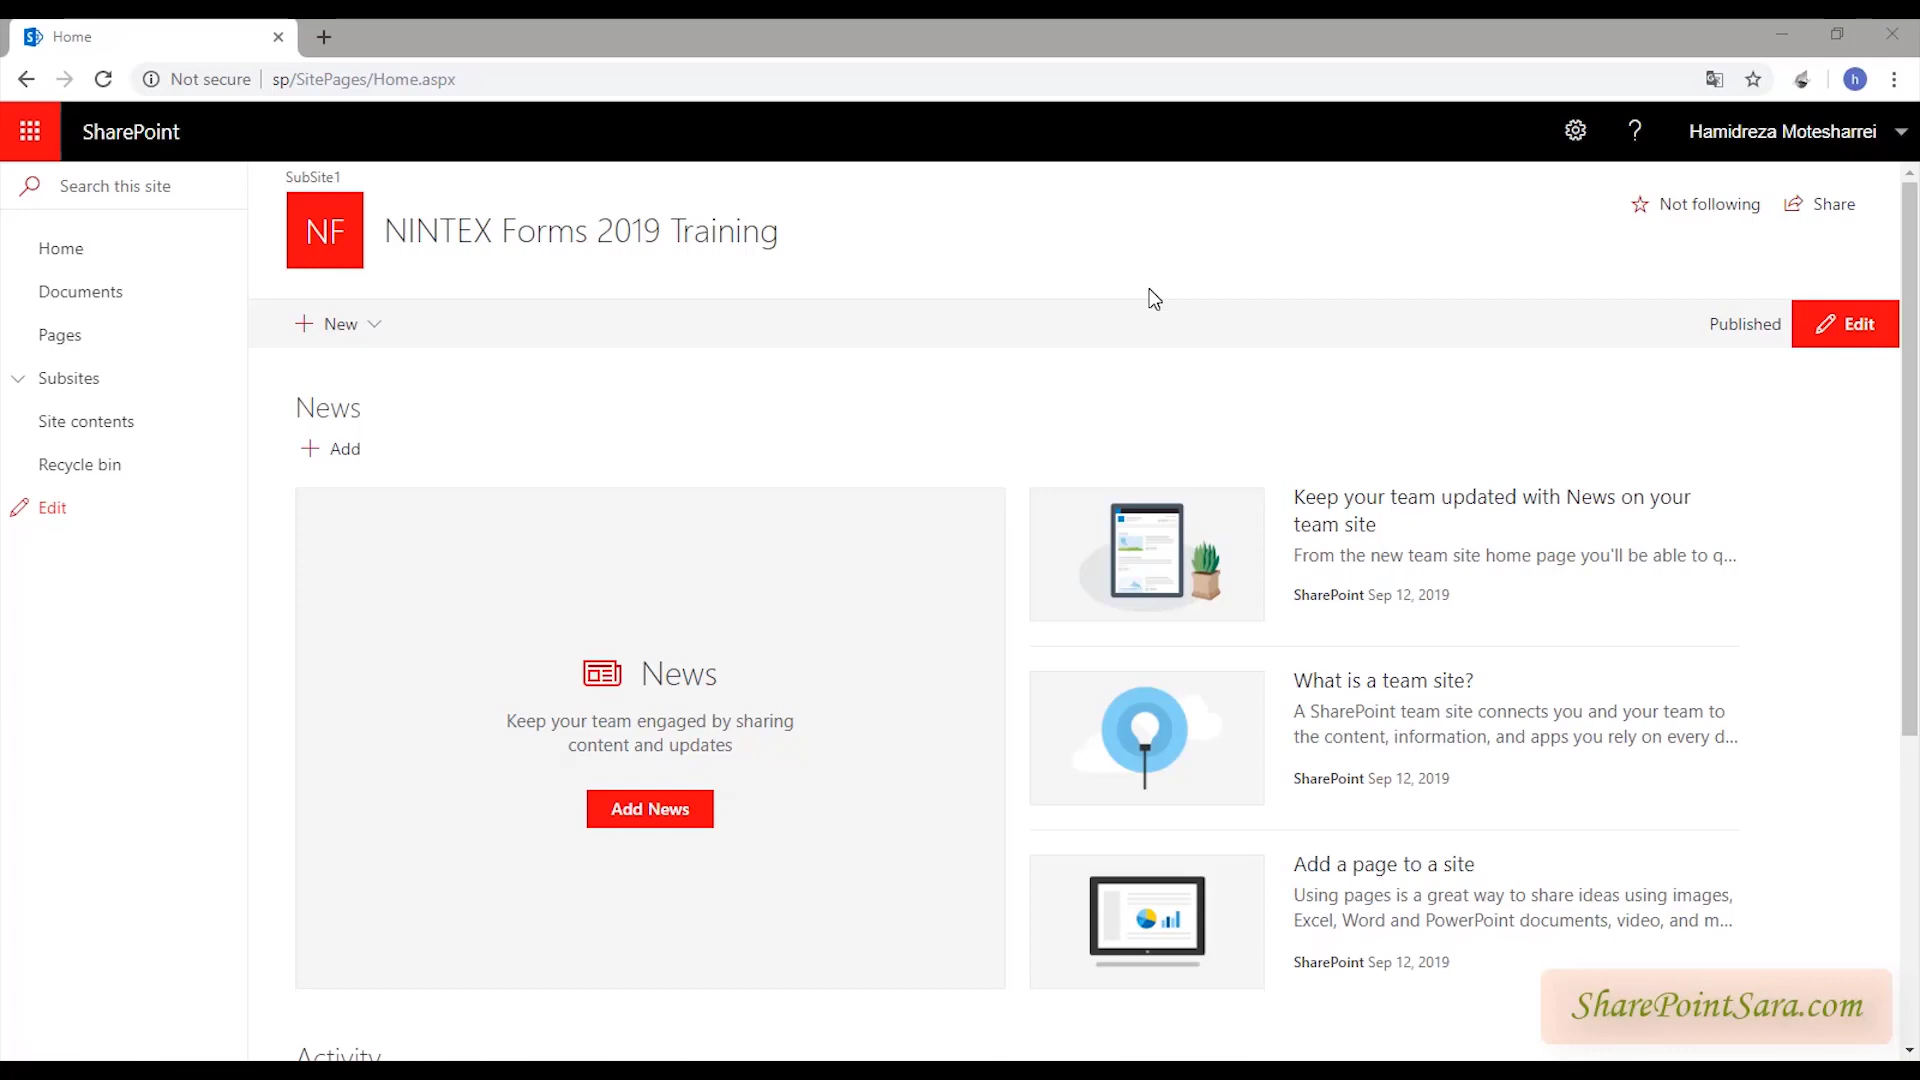 Home
Not secure
sp/SitePages/Home.aspx
h
SharePoint
?
Hamidreza Motesharrei
Search this site
SubSite1
NF
NINTEX Forms 2019 Training
Not following
Share
Home
Documents
Pages
Subsites
Site contents
Recycle bin
Edit
New
Published
Edit
News
Add
News
Keep your team engaged by sharing
content and updates
Add News
Keep your team updated with News on your
team site
From the new team site home page you'll be able to q...
SharePoint Sep 12, 2019
What is a team site?
A SharePoint team site connects you and your team to
the content, information, and apps you rely on every d...
SharePoint Sep 12, 2019
Add a page to a site
Using pages is a great way to share ideas using images,
Excel, Word and PowerPoint documents, video, and m...
SharePoint Sep 12, 2019
SharePointSara.com
Activity